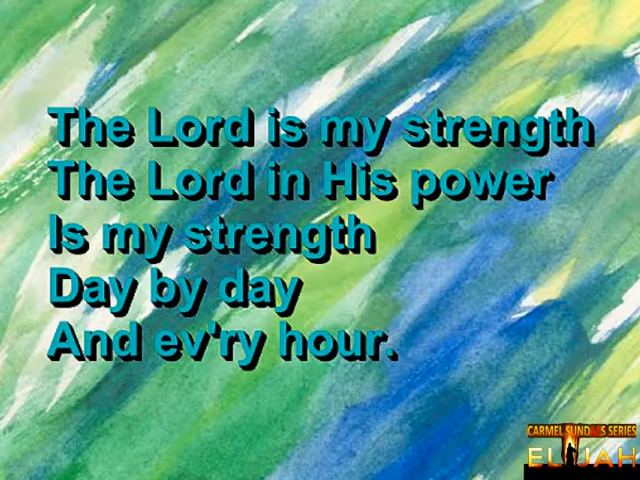 The Lord is my strength
The Lord in His power
Is my strength
Day by day
And ev'ry hour.
CARMEL SUNDAYS SERIES
ELIJAH